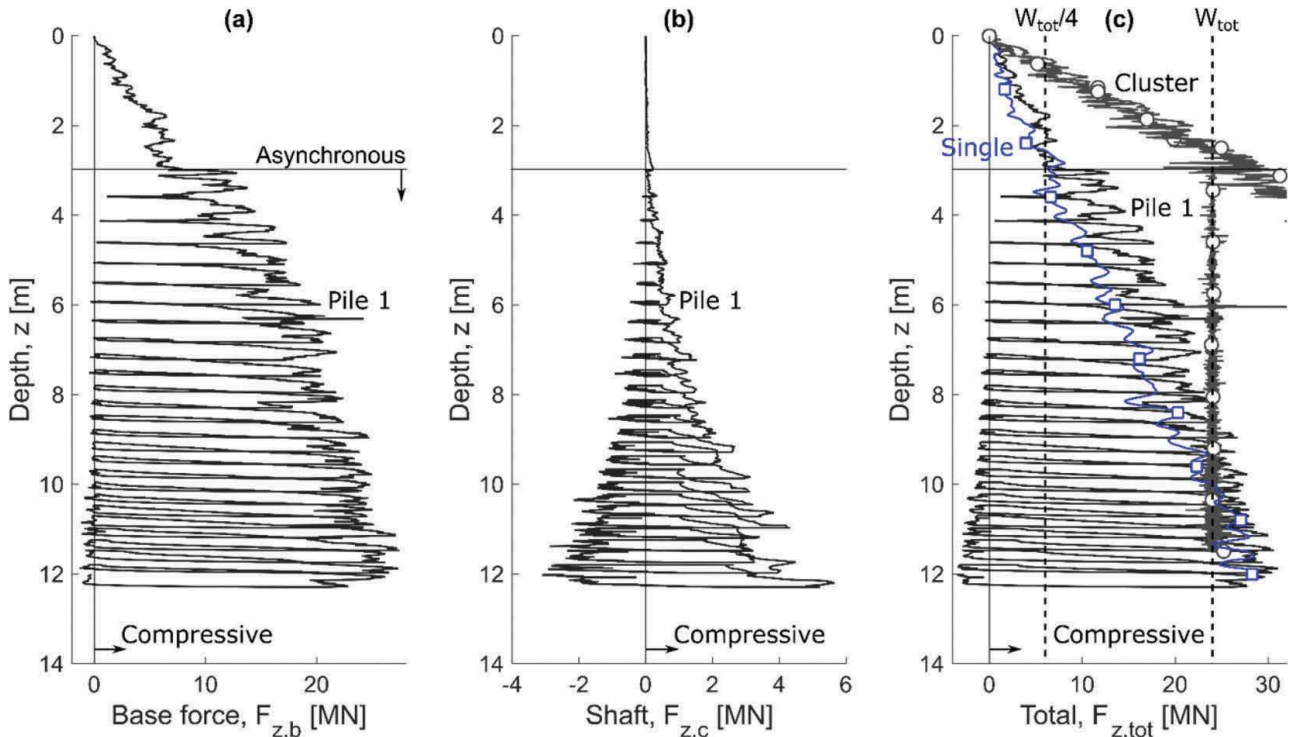 (a)
(b)
W_tot/4
(c)
W_tot
0
2
4
6
8
10
12
14
Depth, z [m]
Asynchronous
Pile 1
Compressive
0
10
20
Base force, F_z,b [MN]
0
2
4
6
8
10
12
14
Depth, z [m]
Pile 1
Compressive
-4
-2
0
2
4
6
Shaft, F_z,c [MN]
0
2
4
6
8
10
12
14
Depth, z [m]
Cluster
Single
Pile 1
Compressive
0
10
20
30
Total, F_z,tot [MN]